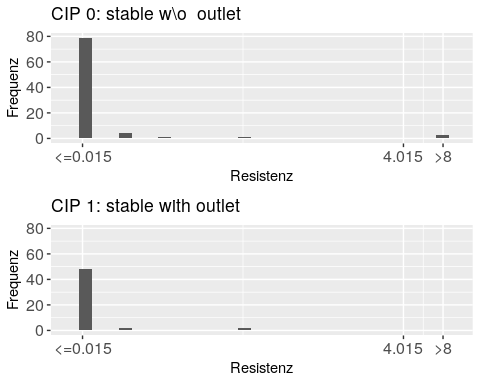 CIP 0: stable w\o  outlet
80
60
40
20
0
Frequenz
<=0.015 4.015 >8
Resistenz
CIP 1: stable with outlet
80
60
40
20
0
Frequenz
<=0.015 4.015 >8
Resistenz